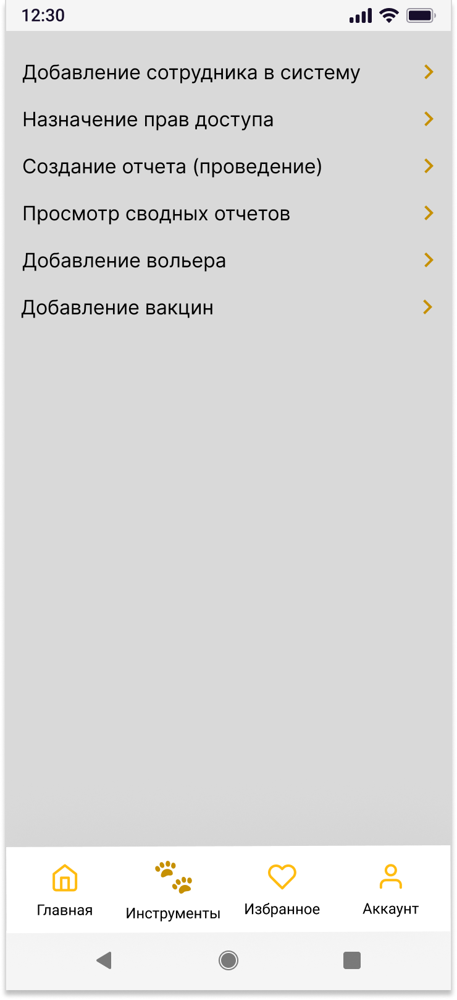 12:30
Добавление сотрудника в систему
Назначение прав доступа
Создание отчета (проведение)
Просмотр сводных отчетов
Добавление вольера
Добавление вакцин
Главная
Инструменты
Избранное
Аккаунт